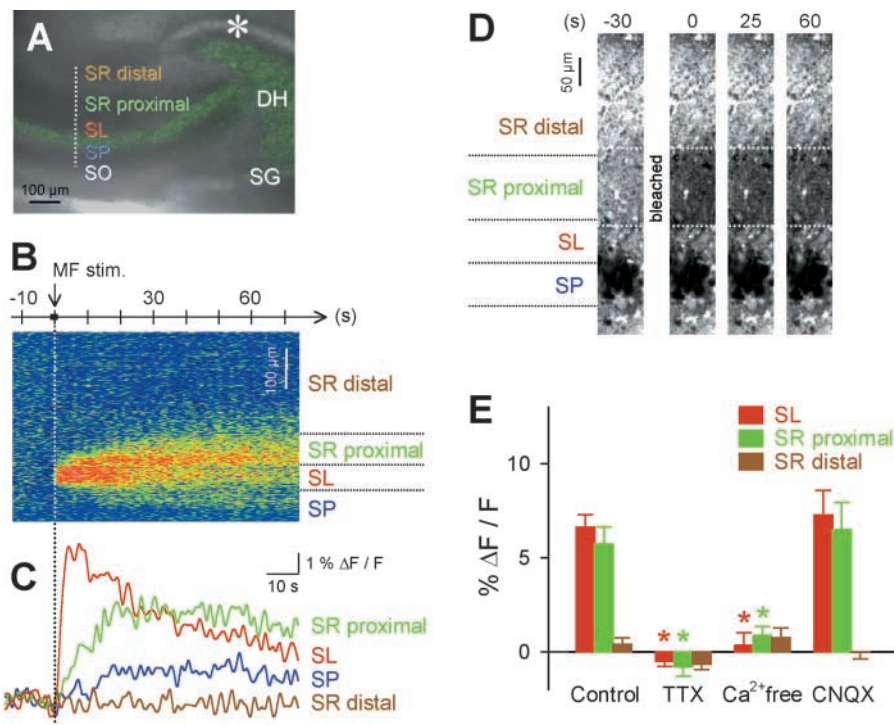 A
*
SR distal
SR proximal
SL
SP
SO
DH
SG
100 µm
B
MF stim.
-10 0 30 60 (s)
100 µm
SR distal
SR proximal
SL
SP
C
1 % ΔF / F
10 s
SR proximal
SL
SP
SR distal
D
(s) -30 0 25 60
50 µm
SR distal
SR proximal
SL
SP
bleached
E
SL
SR proximal
SR distal
% ΔF / F
10
5
0
* * * *
Control TTX Ca²⁺free CNQX